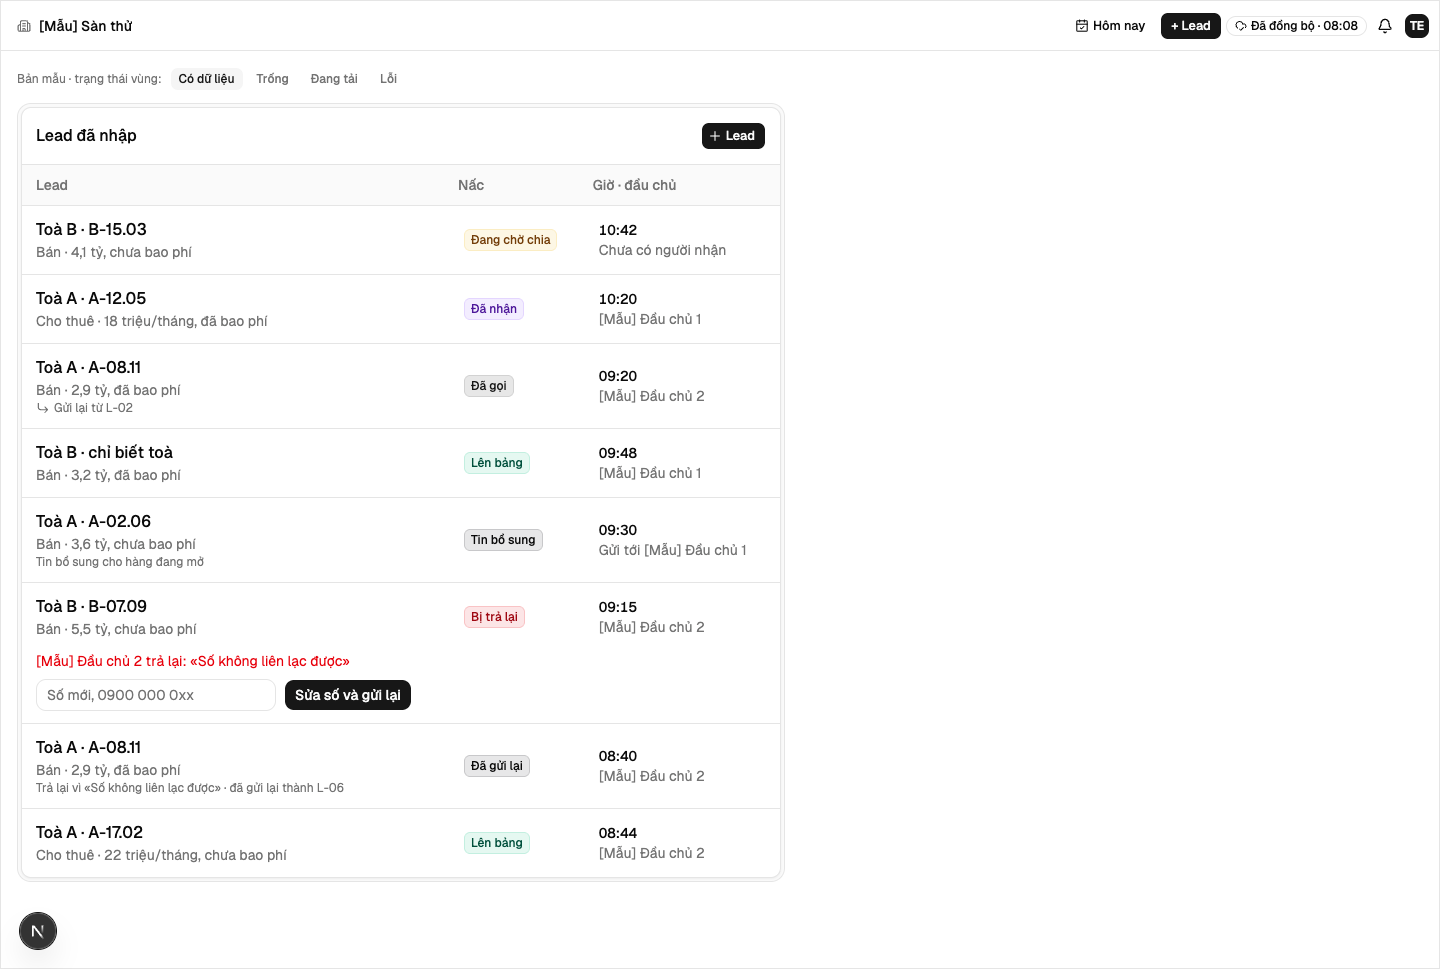 [Mẫu] Sàn thử
Hôm nay
+ Lead
Đã đồng bộ · 08:08
TE
Bản mẫu · trạng thái vùng:
Có dữ liệu
Trống
Đang tải
Lỗi
Lead đã nhập
+ Lead
Lead
Nấc
Giờ · đầu chủ
Toà B · B-15.03
Bán · 4,1 tỷ, chưa bao phí
Đang chờ chia
10:42
Chưa có người nhận
Toà A · A-12.05
Cho thuê · 18 triệu/tháng, đã bao phí
Đã nhận
10:20
[Mẫu] Đầu chủ 1
Toà A · A-08.11
Bán · 2,9 tỷ, đã bao phí
Gửi lại từ L-02
Đã gọi
09:20
[Mẫu] Đầu chủ 2
Toà B · chỉ biết toà
Bán · 3,2 tỷ, đã bao phí
Lên bảng
09:48
[Mẫu] Đầu chủ 1
Toà A · A-02.06
Bán · 3,6 tỷ, chưa bao phí
Tin bổ sung cho hàng đang mở
Tin bổ sung
09:30
Gửi tới [Mẫu] Đầu chủ 1
Toà B · B-07.09
Bán · 5,5 tỷ, chưa bao phí
Bị trả lại
09:15
[Mẫu] Đầu chủ 2
[Mẫu] Đầu chủ 2 trả lại: «Số không liên lạc được»
Số mới, 0900 000 0xx
Sửa số và gửi lại
Toà A · A-08.11
Bán · 2,9 tỷ, đã bao phí
Trả lại vì «Số không liên lạc được» · đã gửi lại thành L-06
Đã gửi lại
08:40
[Mẫu] Đầu chủ 2
Toà A · A-17.02
Cho thuê · 22 triệu/tháng, chưa bao phí
Lên bảng
08:44
[Mẫu] Đầu chủ 2
N